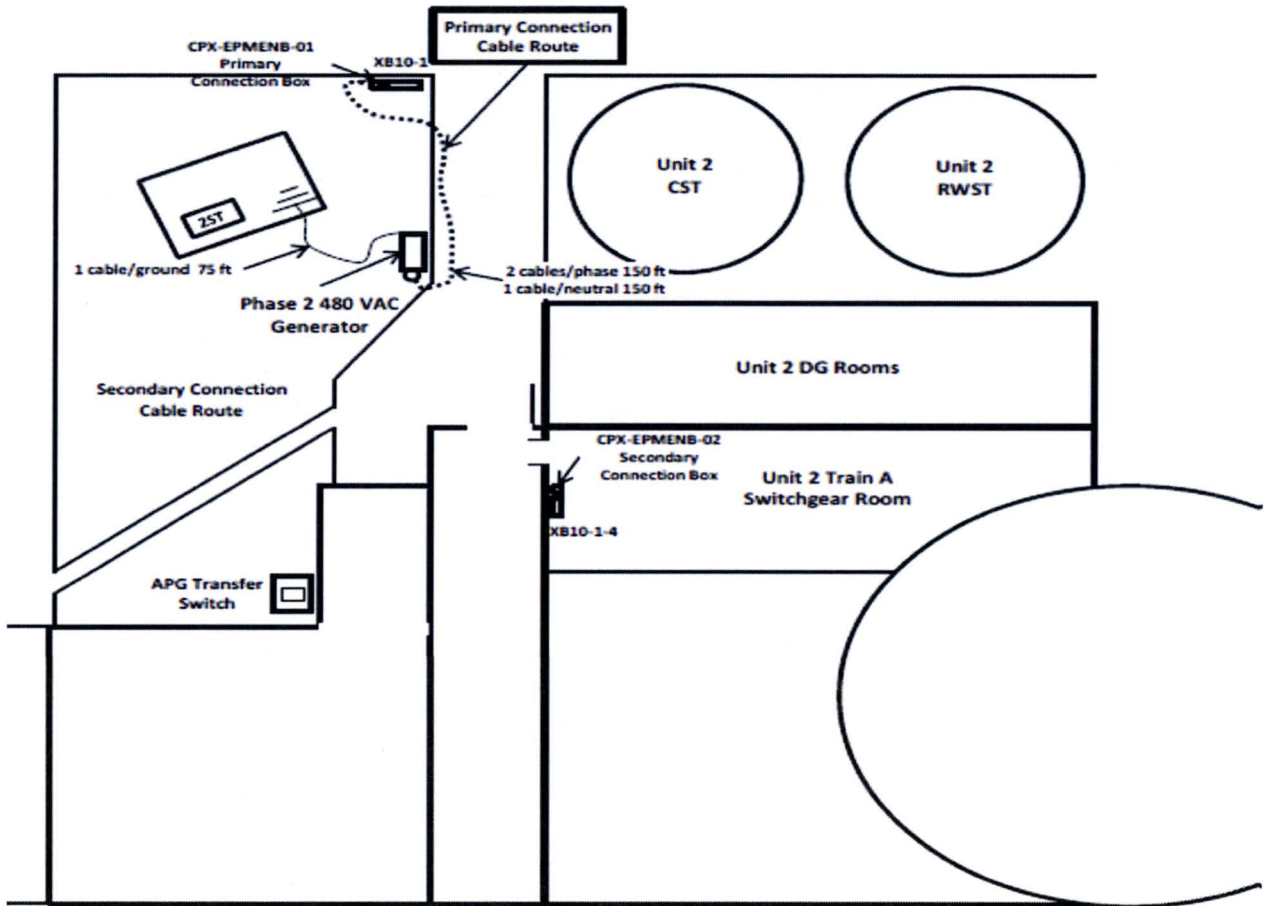 Primary Connection
Cable Route
CPX-EPMENB-01
Primary
Connection Box
XB10-1
Unit 2
CST
Unit 2
RWST
2ST
1 cable/ground 75 ft
2 cables/phase 150 ft
1 cable/neutral 150 ft
Phase 2 480 VAC
Generator
Unit 2 DG Rooms
Secondary Connection
Cable Route
CPX-EPMENB-02
Secondary
Connection Box
Unit 2 Train A
Switchgear Room
XB10-1-4
APG Transfer
Switch